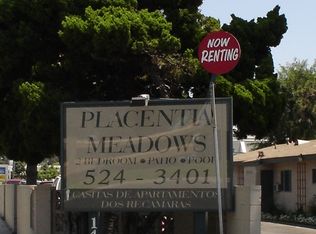 NOW
RENTING
PLACENTIA
MEADOWS
2 BEDROOM • PATIO • POOL
524 - 3401
CASITAS DE APARTAMENTOS
DOS RECAMARAS